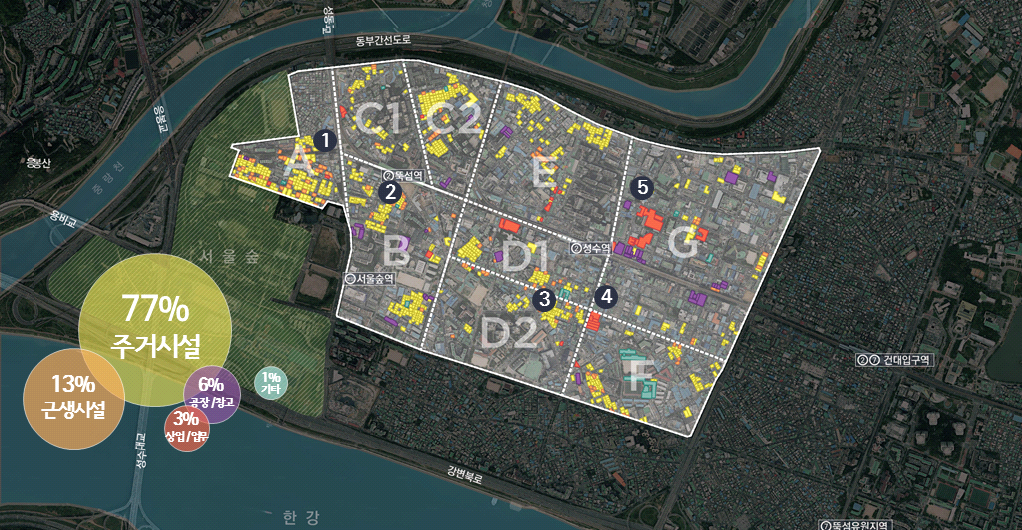 성동교
동부간선도로
응봉교
응봉산
중랑천
용비교
서울숲
C1
C2
1
A
②뚝섬역
2
E
5
B
D1
②성수역
G
서울숲역
3
4
D2
F
77%
주거시설
13%
근생시설
6%
공장/창고
1%
기타
3%
상업/업무
②⑦ 건대입구역
성수대교
강변북로
한강
⑦뚝섬유원지역